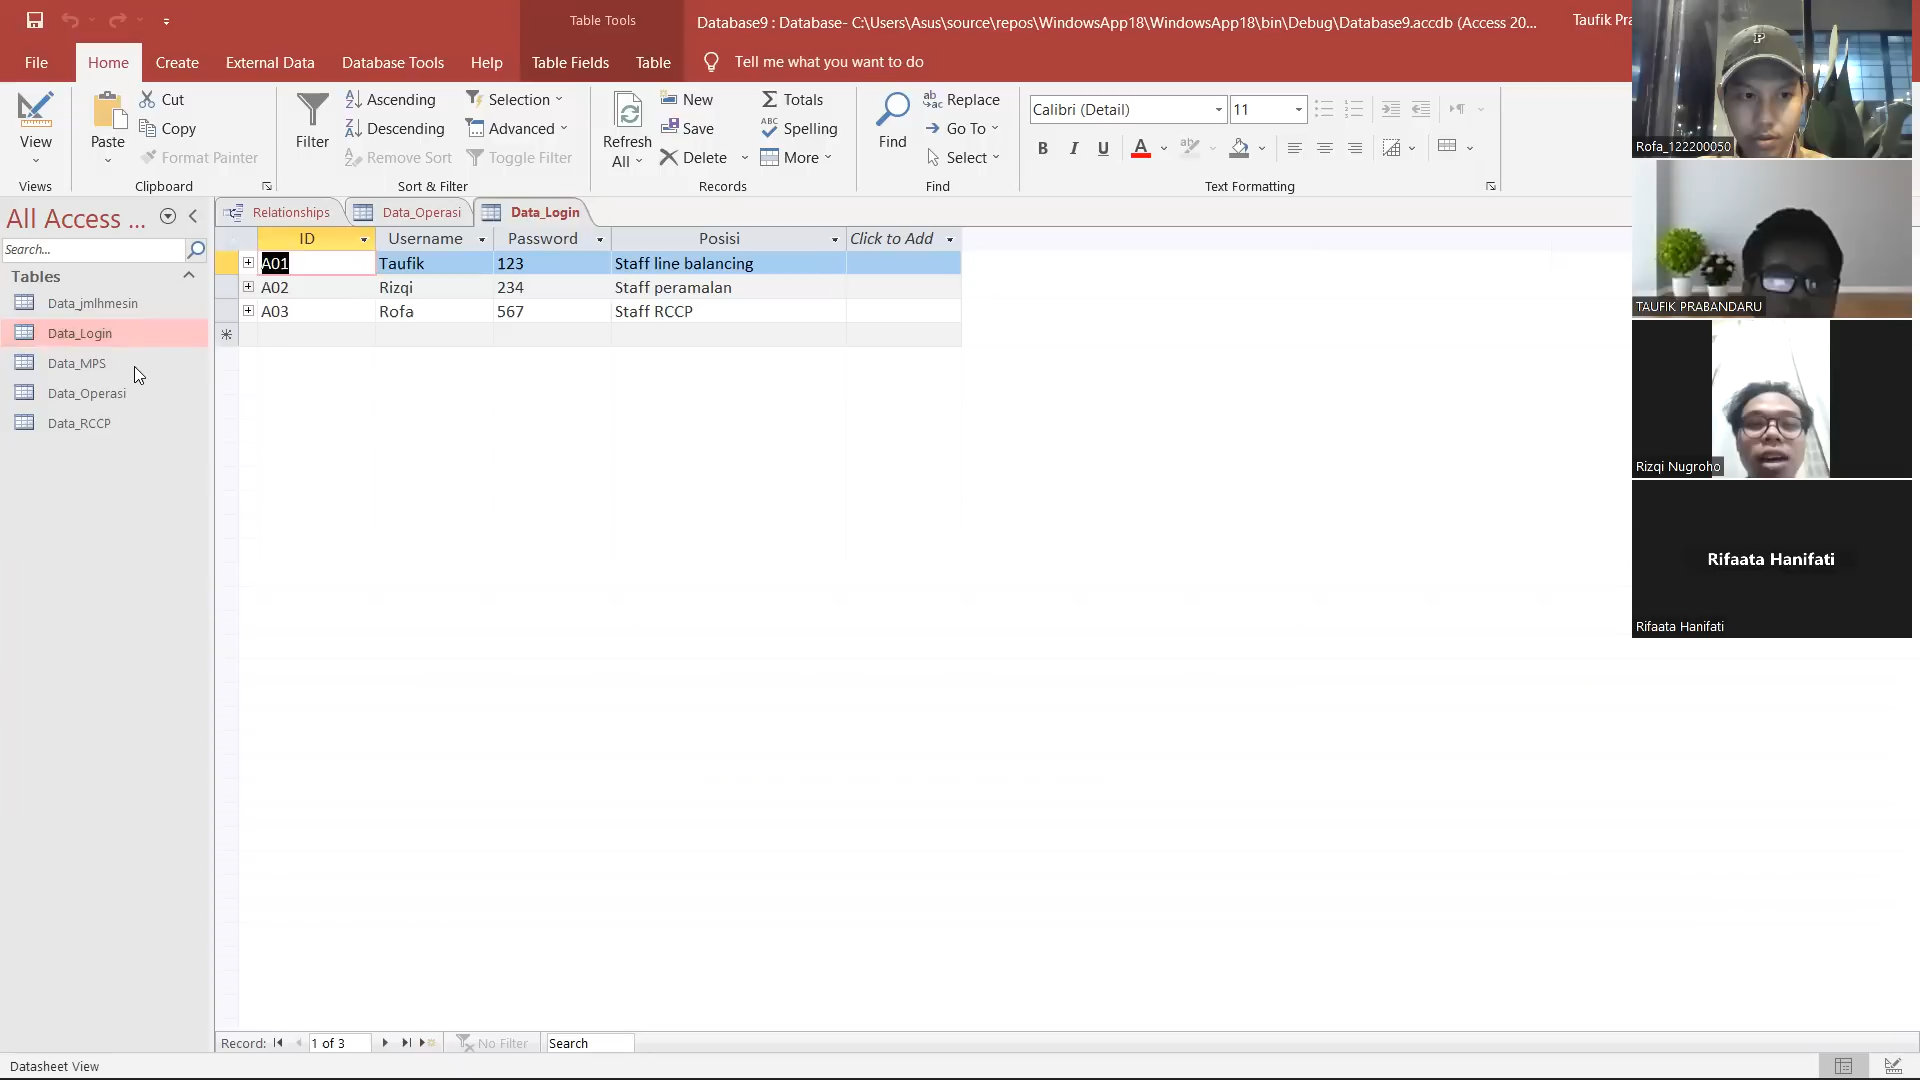 Table Tools
Database9 : Database- C:\Users\Asus\source\repos\WindowsApp18\WindowsApp18\bin\Debug\Database9.accdb (Access 20...
Taufik Pra
File
Home
Create
External Data
Database Tools
Help
Table Fields
Table
Tell me what you want to do
View
Views
Paste
Cut
Copy
Format Painter
Clipboard
Filter
Ascending
Descending
Remove Sort
Selection
Advanced
Toggle Filter
Sort & Filter
Refresh
All
New
Save
Delete
Totals
Spelling
More
Records
Find
Replace
Go To
Select
Find
Calibri (Detail)
11
B I U A
Text Formatting
All Access ...
Search...
Tables
Data_jmlhmesin
Data_Login
Data_MPS
Data_Operasi
Data_RCCP
Relationships
Data_Operasi
Data_Login
ID Username Password Posisi Click to Add
A01 Taufik 123 Staff line balancing
A02 Rizqi 234 Staff peramalan
A03 Rofa 567 Staff RCCP
Record: 1 of 3 No Filter Search
Datasheet View
P
Rofa_122200050
TAUFIK PRABANDARU
Rizqi Nugroho
Rifaata Hanifati
Rifaata Hanifati